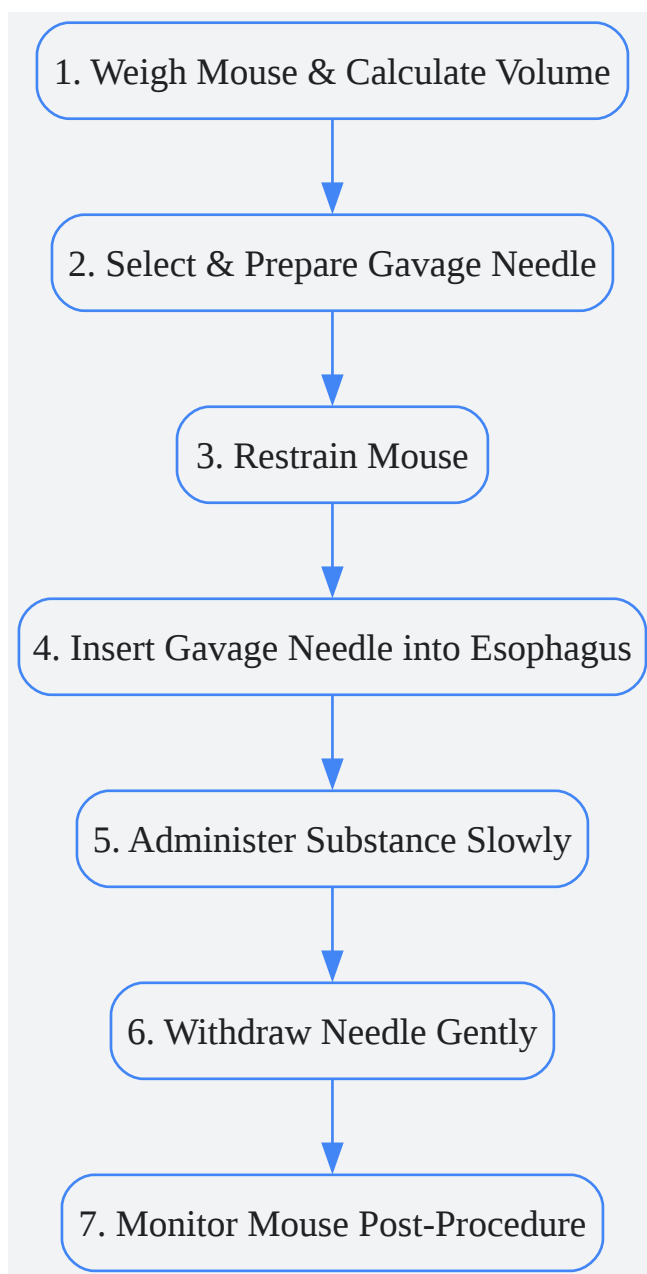 1. Weigh Mouse & Calculate Volume
2. Select & Prepare Gavage Needle
3. Restrain Mouse
4. Insert Gavage Needle into Esophagus
5. Administer Substance Slowly
6. Withdraw Needle Gently
7. Monitor Mouse Post-Procedure